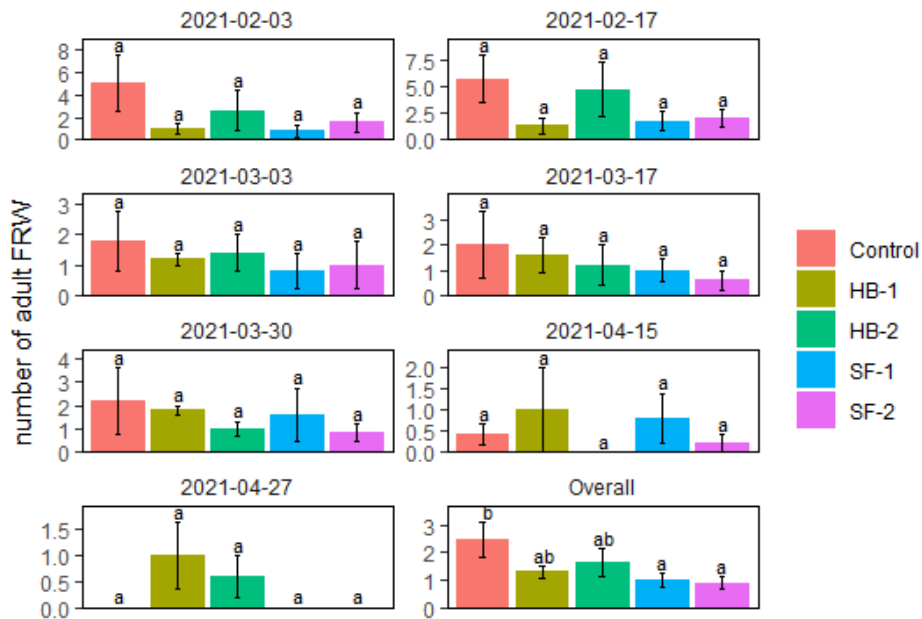 2021-02-03
2021-02-17
8
6
4
2
0
a
a
a
a
a
7.5
5.0
2.5
0.0
a
a
a
a
a
2021-03-03
2021-03-17
3
2
1
0
a
a
a
a
a
3
2
1
0
a
a
a
a
a
2021-03-30
2021-04-15
4
3
2
1
0
a
a
a
a
a
2.0
1.5
1.0
0.5
0.0
a
a
a
a
a
2021-04-27
Overall
1.5
1.0
0.5
0.0
a
a
a
a
a
3
2
1
0
b
ab
ab
a
a
number of adult FRW
Control
HB-1
HB-2
SF-1
SF-2